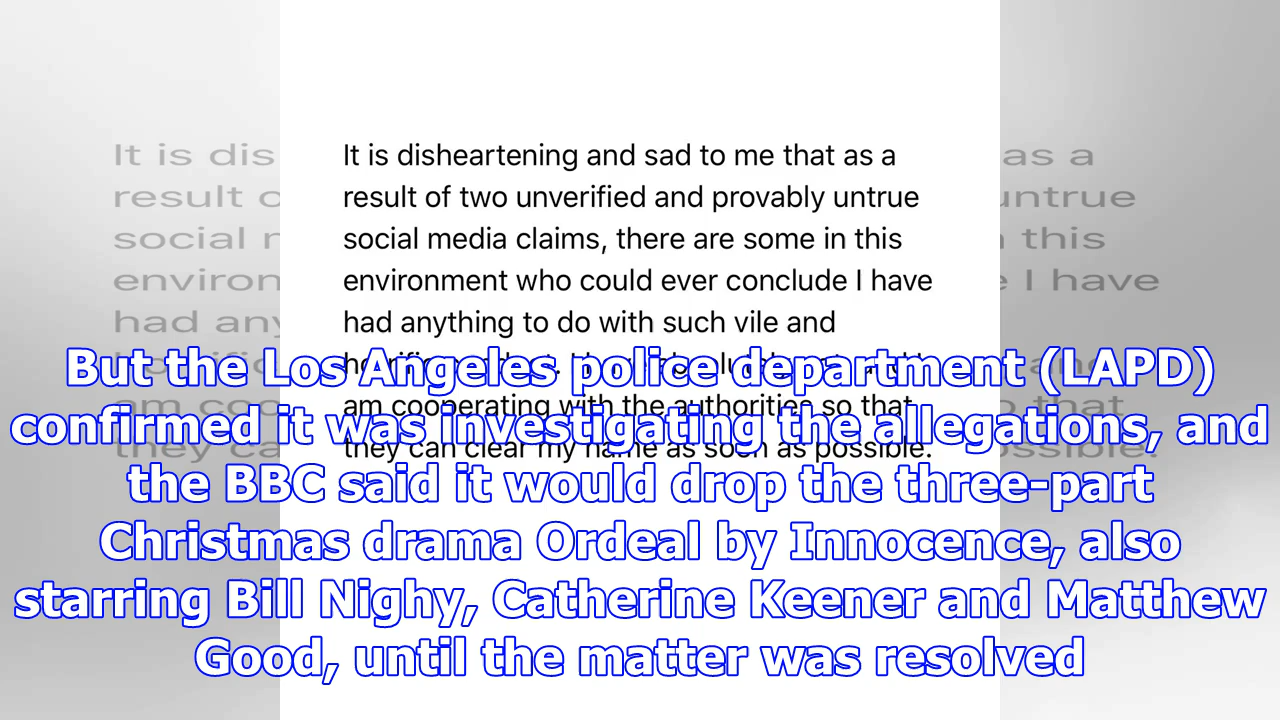 It is disheartening and sad to me that as a
result of two unverified and provably untrue
social media claims, there are some in this
environment who could ever conclude I have
had anything to do with such vile and
am cooperating with the authorities so that
they can clear my name as soon as possible.
But the Los Angeles police department (LAPD)
confirmed it was investigating the allegations, and
the BBC said it would drop the three-part
Christmas drama Ordeal by Innocence, also
starring Bill Nighy, Catherine Keener and Matthew
Good, until the matter was resolved